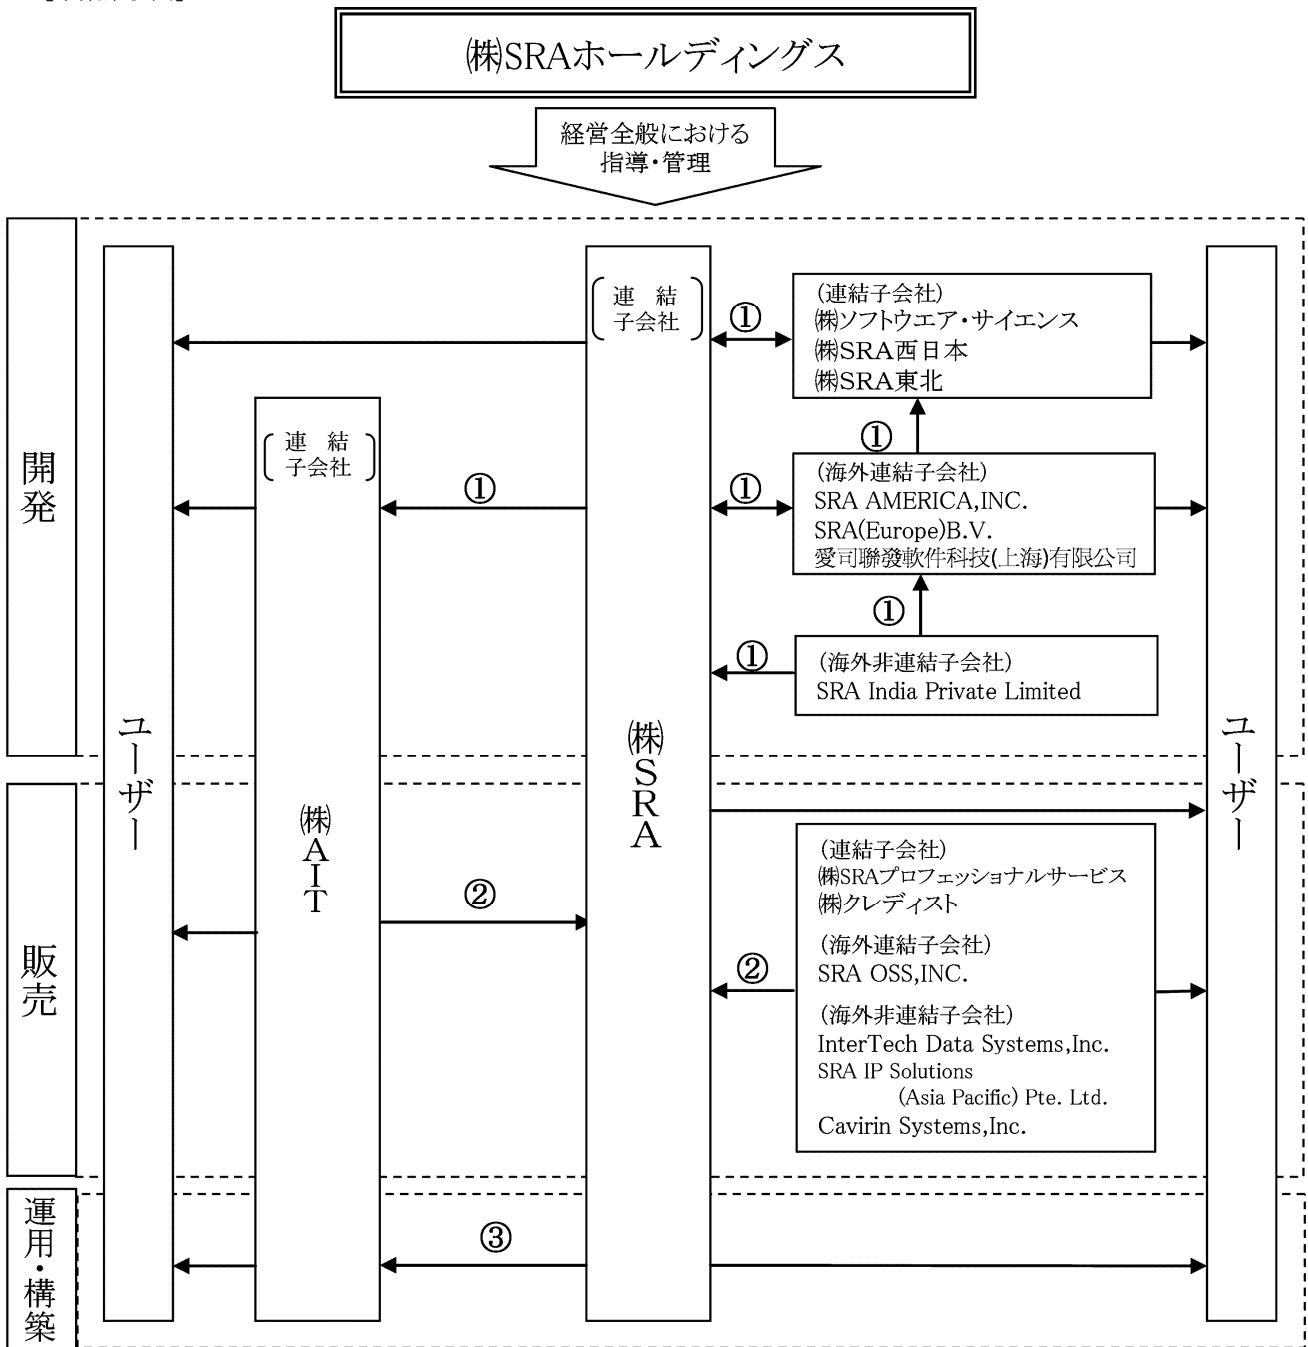 ㈱SRAホールディングス
経営全般における
指導・管理
開発
ユーザー
連 結
子会社
㈱AIT
連 結
子会社
㈱SRA
①
(連結子会社)
㈱ソフトウエア・サイエンス
㈱SRA西日本
㈱SRA東北
①
①
①
(海外連結子会社)
SRA AMERICA,INC.
SRA(Europe)B.V.
愛司聯發軟件科技(上海)有限公司
①
①
(海外非連結子会社)
SRA India Private Limited
ユーザー
販売
②
②
(連結子会社)
㈱SRAプロフェッショナルサービス
㈱クレディスト
(海外連結子会社)
SRA OSS,INC.
(海外非連結子会社)
InterTech Data Systems,Inc.
SRA IP Solutions
(Asia Pacific) Pte. Ltd.
Cavirin Systems,Inc.
運用・構築
③